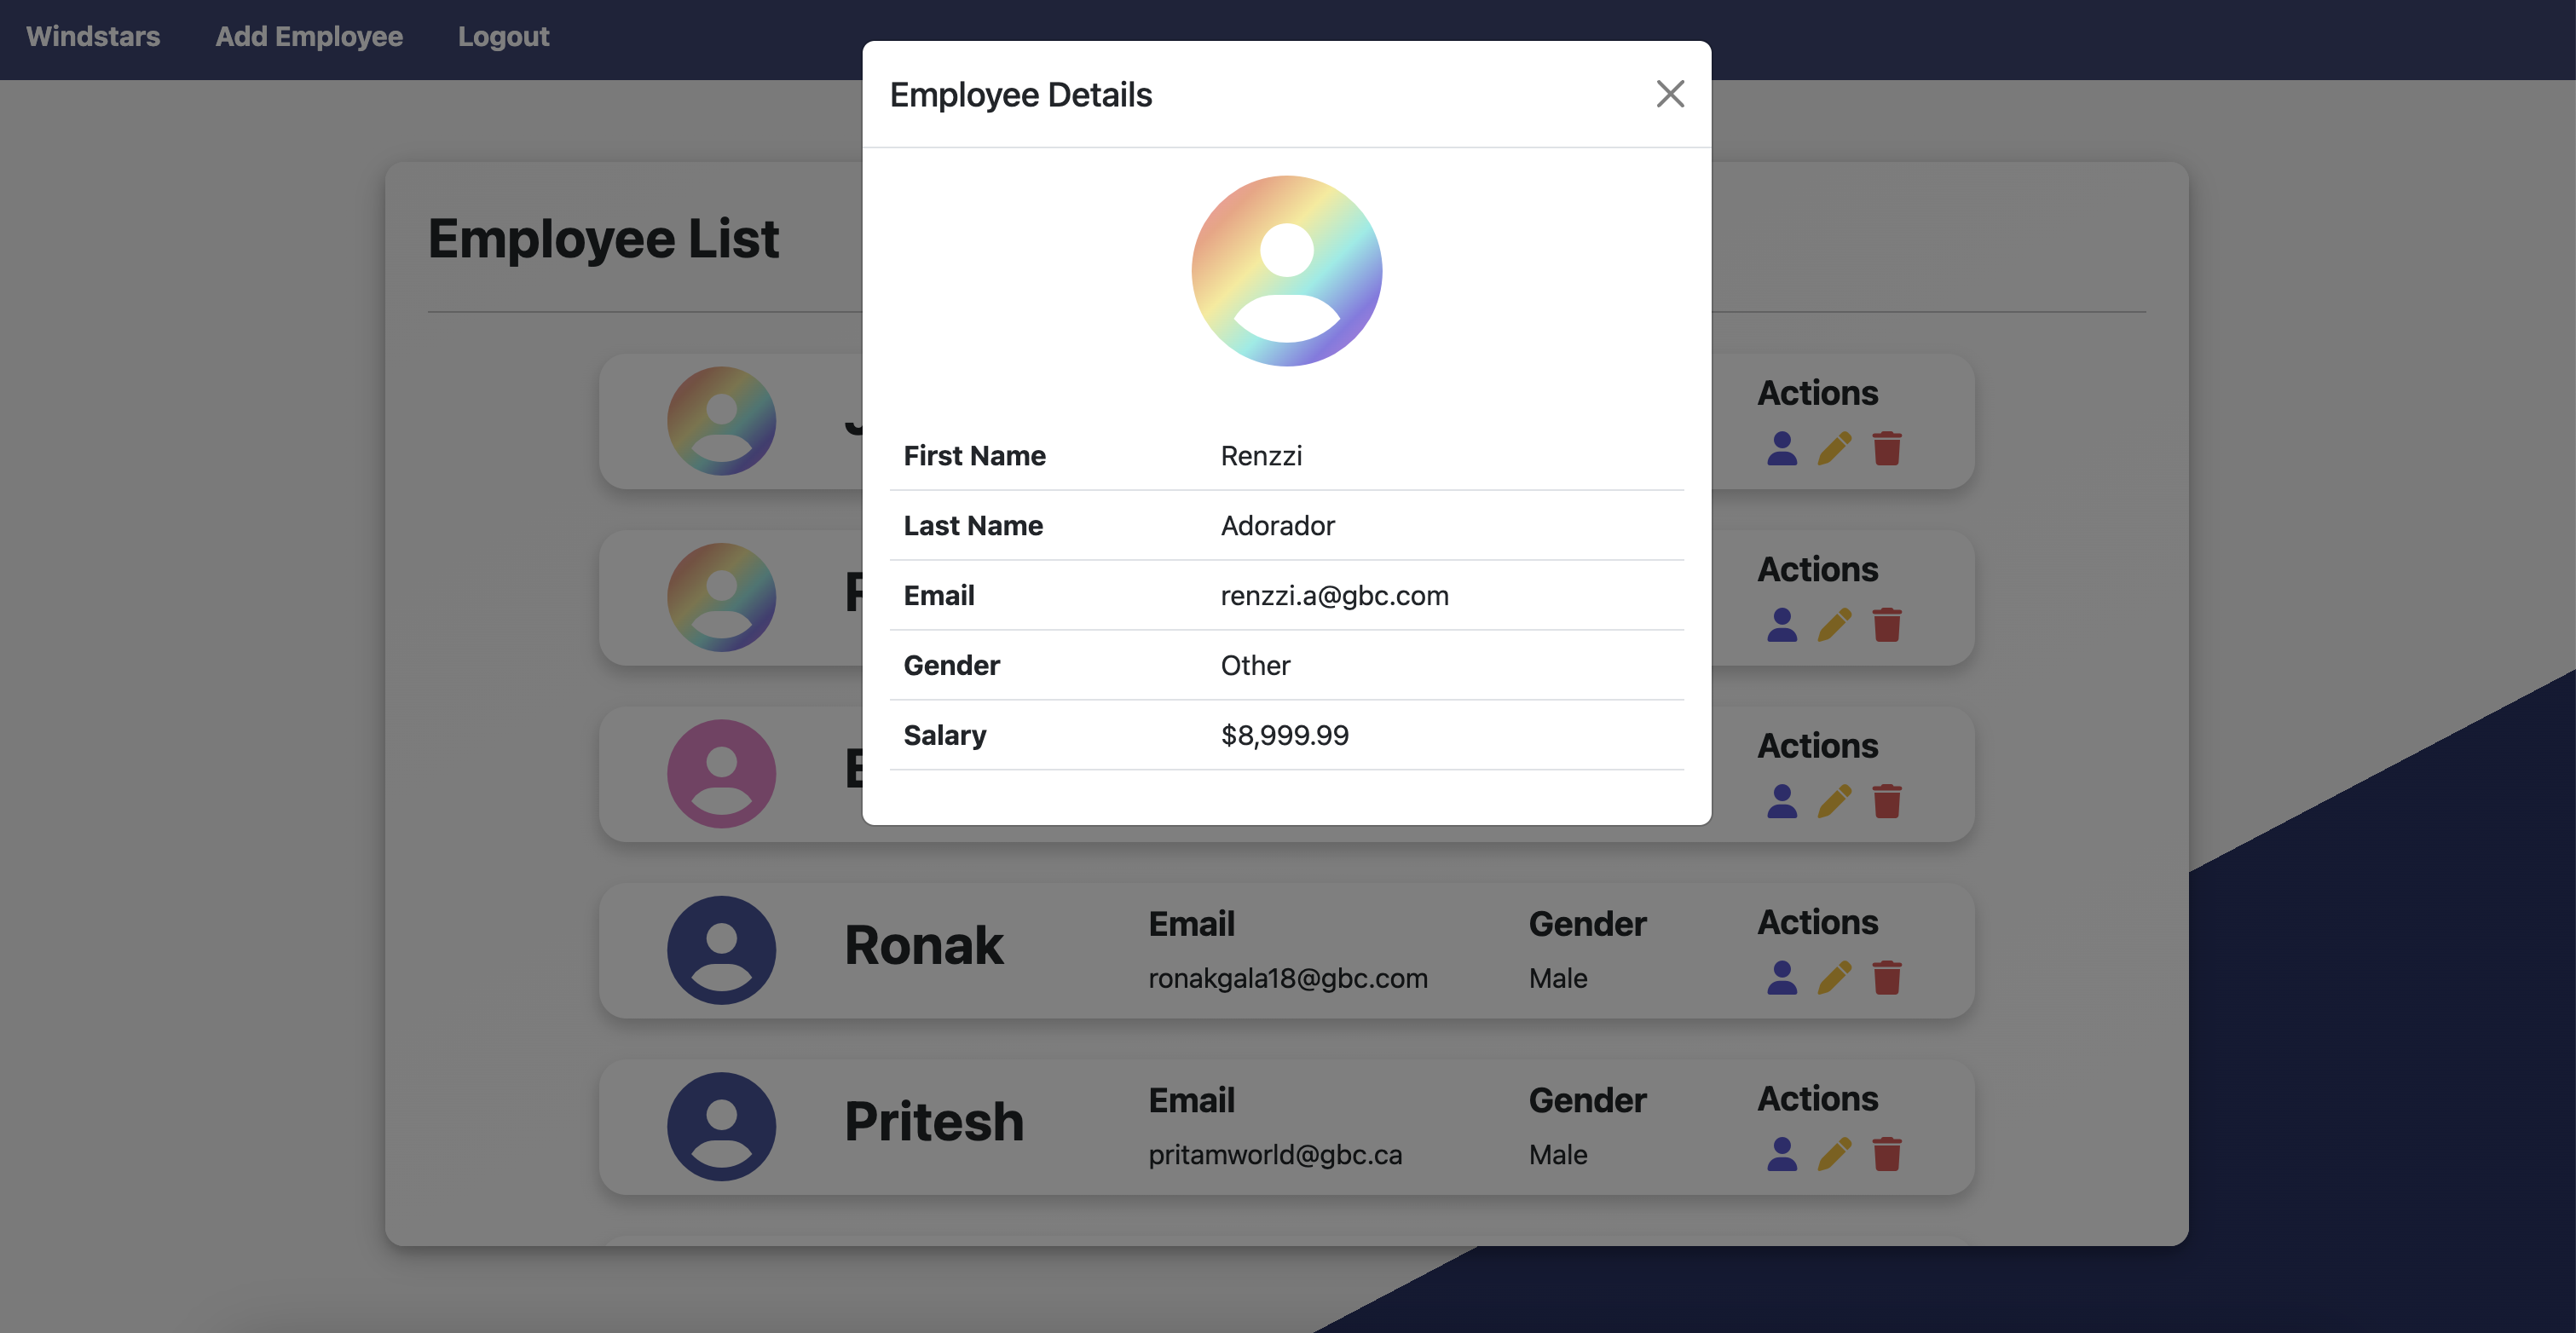 Windstars Add Employee Logout
Employee Details
Employee List
First Name Renzzi
Last Name Adorador
Email renzzi.a@gbc.com
Gender Other
Salary $8,999.99
Actions
Actions
Actions
Ronak
Email
ronakgala18@gbc.com
Gender
Male
Actions
Pritesh
Email
pritamworld@gbc.ca
Gender
Male
Actions